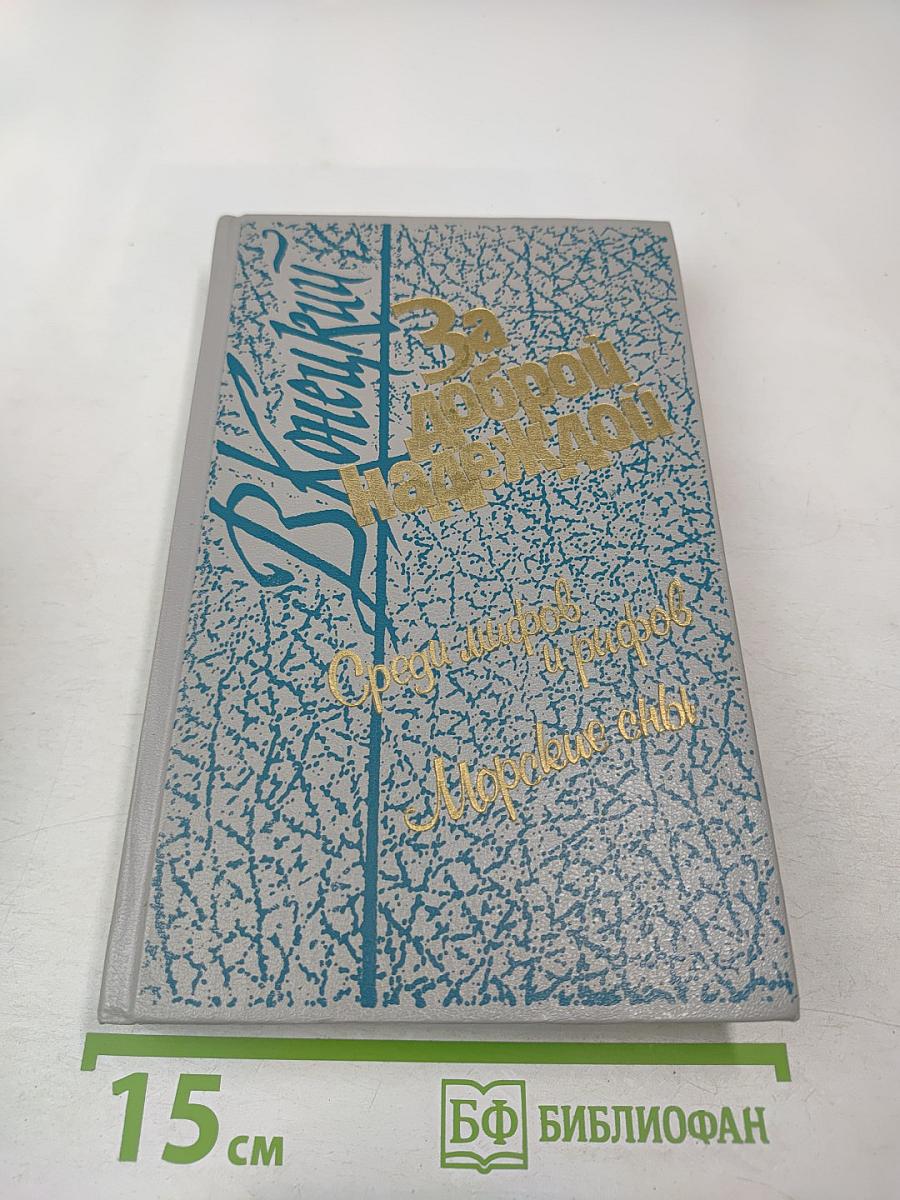 В Конецкий
За
доброй
надеждой
Среди мифов
и рифов
Морские сны
15 см
БФ БИБЛИОФАН